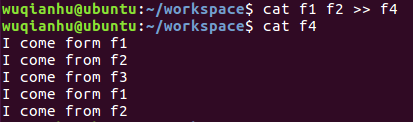 wuqianhu@ubuntu:~/workspace$ cat f1 f2 >> f4
wuqianhu@ubuntu:~/workspace$ cat f4
I come form f1
I come from f2
I come from f3
I come form f1
I come from f2